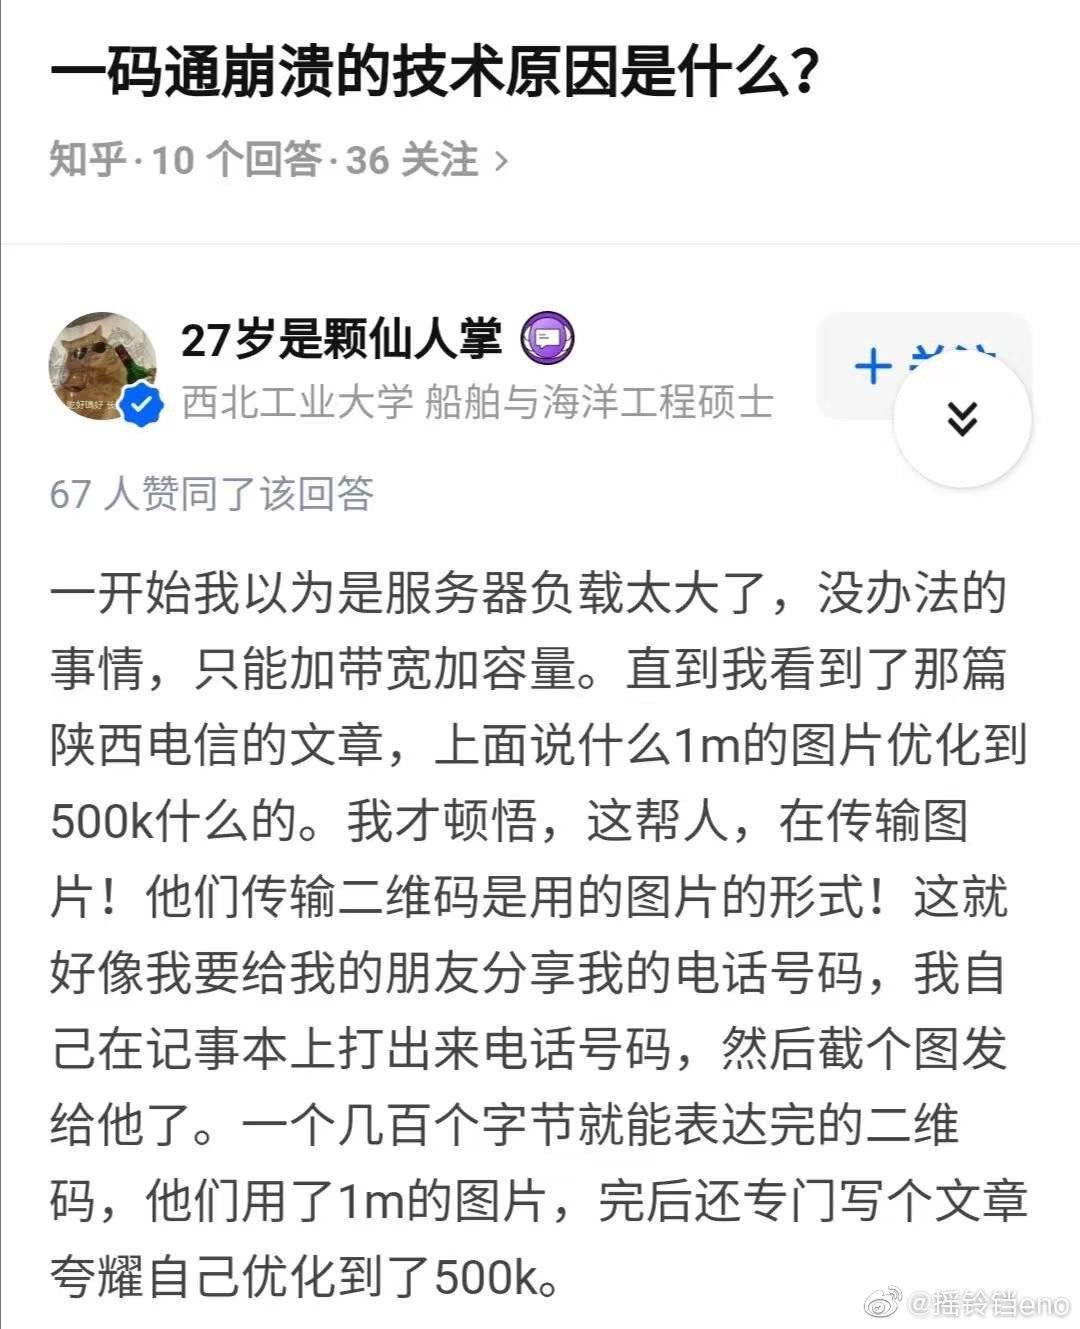 一码通崩溃的技术原因是什么？
知乎·10 个回答·36 关注 >
27岁是颗仙人掌
西北工业大学 船舶与海洋工程硕士
67 人赞同了该回答
一开始我以为是服务器负载太大了，没办法的
事情，只能加带宽加容量。直到我看到了那篇
陕西电信的文章，上面说什么1m的图片优化到
500k什么的。我才顿悟，这帮人，在传输图
片！他们传输二维码是用的图片的形式！这就
好像我要给我的朋友分享我的电话号码，我自
己在记事本上打出来电话号码，然后截个图发
给他了。一个几百个字节就能表达完的二维
码，他们用了1m的图片，完后还专门写个文章
夸耀自己优化到了500k。
@摇铃铛eno